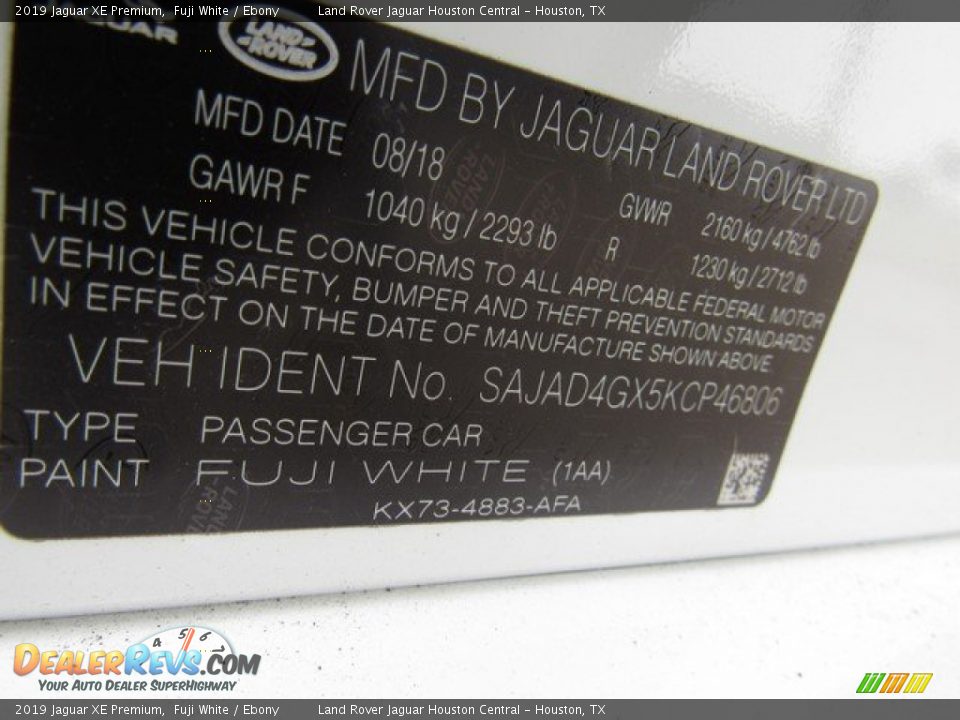 2019 Jaguar XE Premium, Fuji White / Ebony Land Rover Jaguar Houston Central - Houston, TX
LAND
ROVER
MFD BY JAGUAR LAND ROVER LTD
MFD DATE 08/18 GVWR 2160 kg / 4762 lb
GAWR F 1040 kg / 2293 lb R 1230 kg / 2712 lb
THIS VEHICLE CONFORMS TO ALL APPLICABLE FEDERAL MOTOR
VEHICLE SAFETY, BUMPER AND THEFT PREVENTION STANDARDS
IN EFFECT ON THE DATE OF MANUFACTURE SHOWN ABOVE.
VEH IDENT No. SAJAD4GX5KCP46806
TYPE PASSENGER CAR
PAINT FUJI WHITE (1AA)
KX73-4883-AFA
4 5 6
DEALERREVS.COM
YOUR AUTO DEALER SUPERHIGHWAY
2019 Jaguar XE Premium, Fuji White / Ebony Land Rover Jaguar Houston Central - Houston, TX